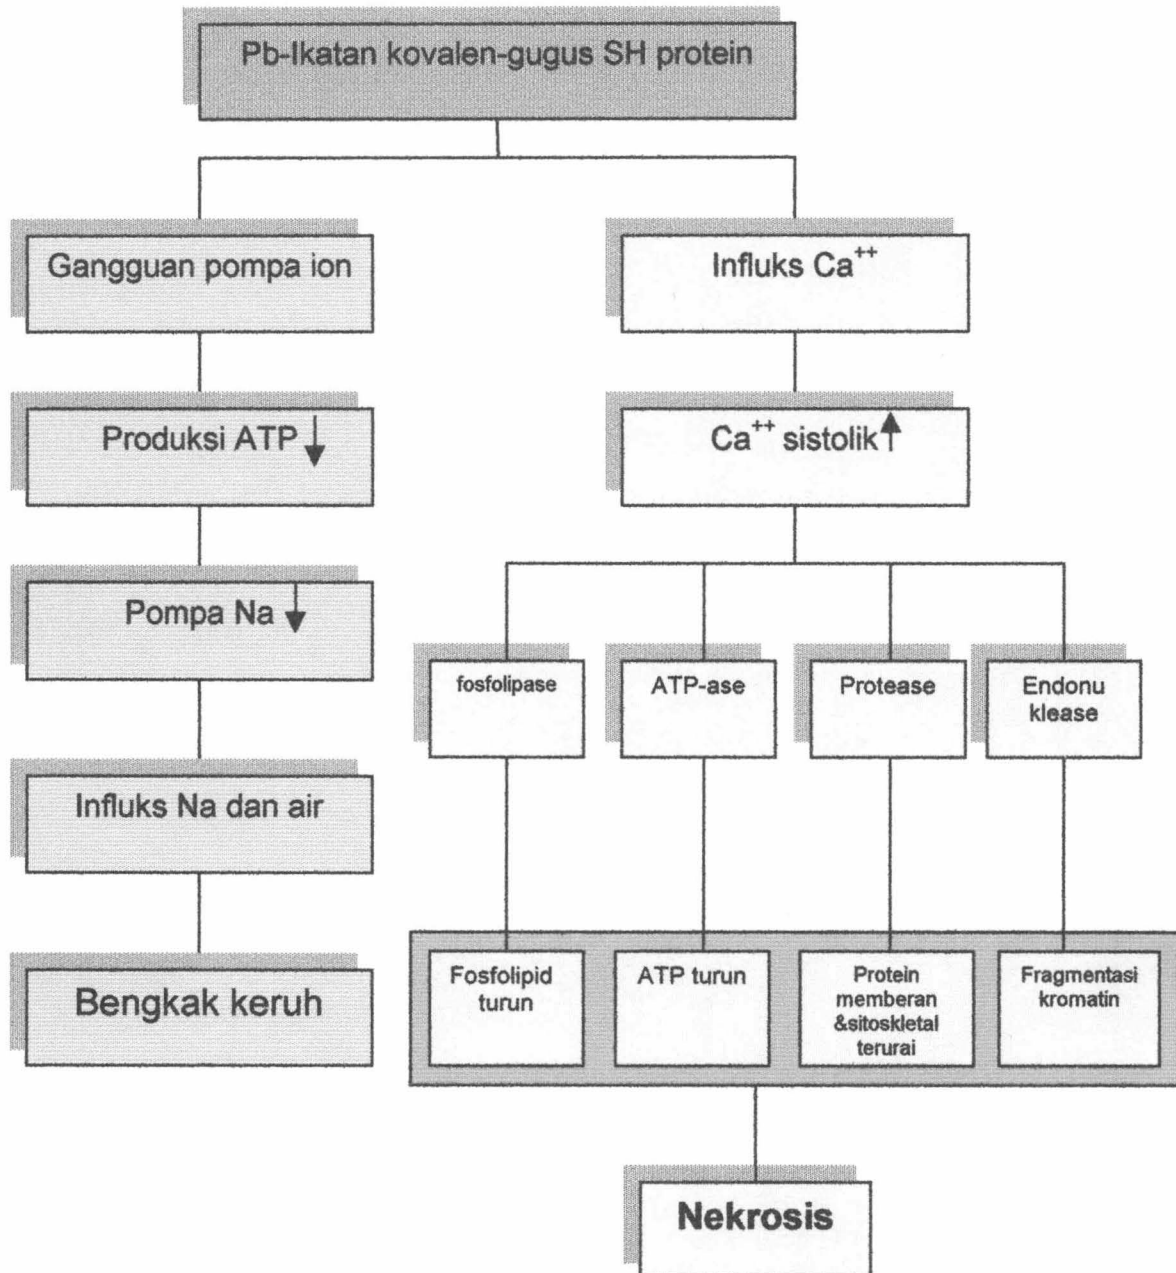 Pb-Ikatan kovalen-gugus SH protein
Gangguan pompa ion
Influks Ca++
Produksi ATP ↓
Ca++ sistolik ↑
Pompa Na ↓
fosfolipase
ATP-ase
Protease
Endonu
klease
Influks Na dan air
Bengkak keruh
Fosfolipid
turun
ATP turun
Protein
memberan
&sitoskletal
terurai
Fragmentasi
kromatin
Nekrosis